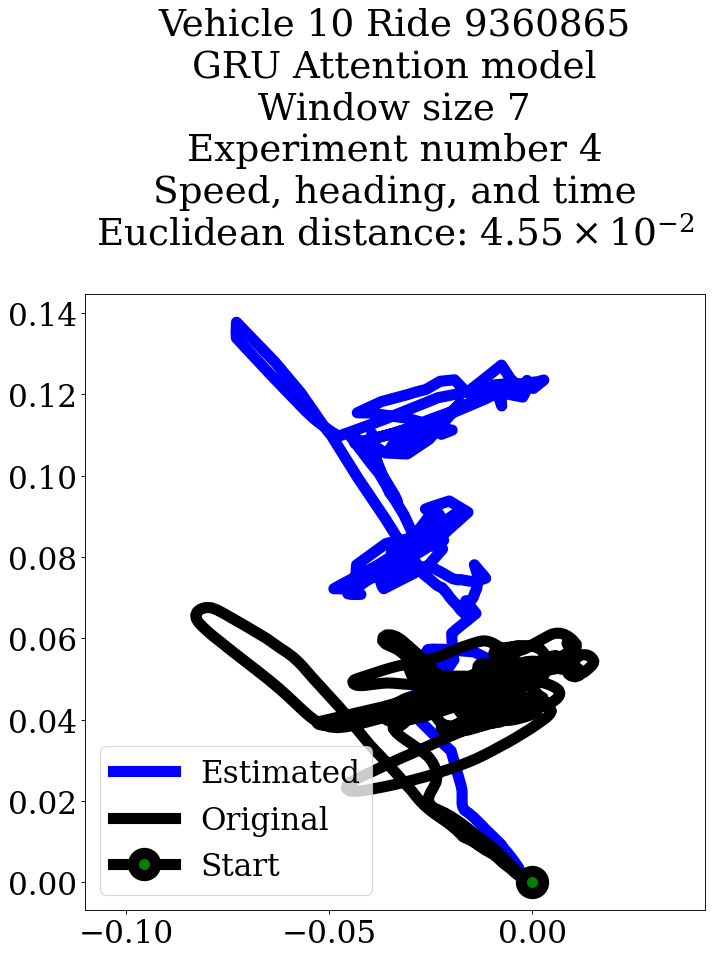 Vehicle 10 Ride 9360865
GRU Attention model
Window size 7
Experiment number 4
Speed, heading, and time
Euclidean distance: 4.55 × 10⁻²
0.14
0.12
0.10
0.08
0.06
0.04
0.02
0.00
Estimated
Original
Start
−0.10
−0.05
0.00